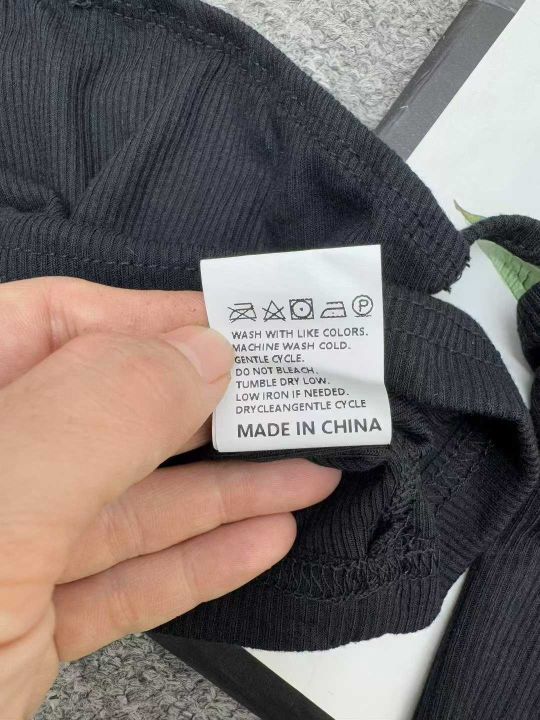 WASH WITH LIKE COLORS.
MACHINE WASH COLD.
GENTLE CYCLE.
DO NOT BLEACH.
TUMBLE DRY LOW.
LOW IRON IF NEEDED.
DRYCLEANGENTLE CYCLE
MADE IN CHINA